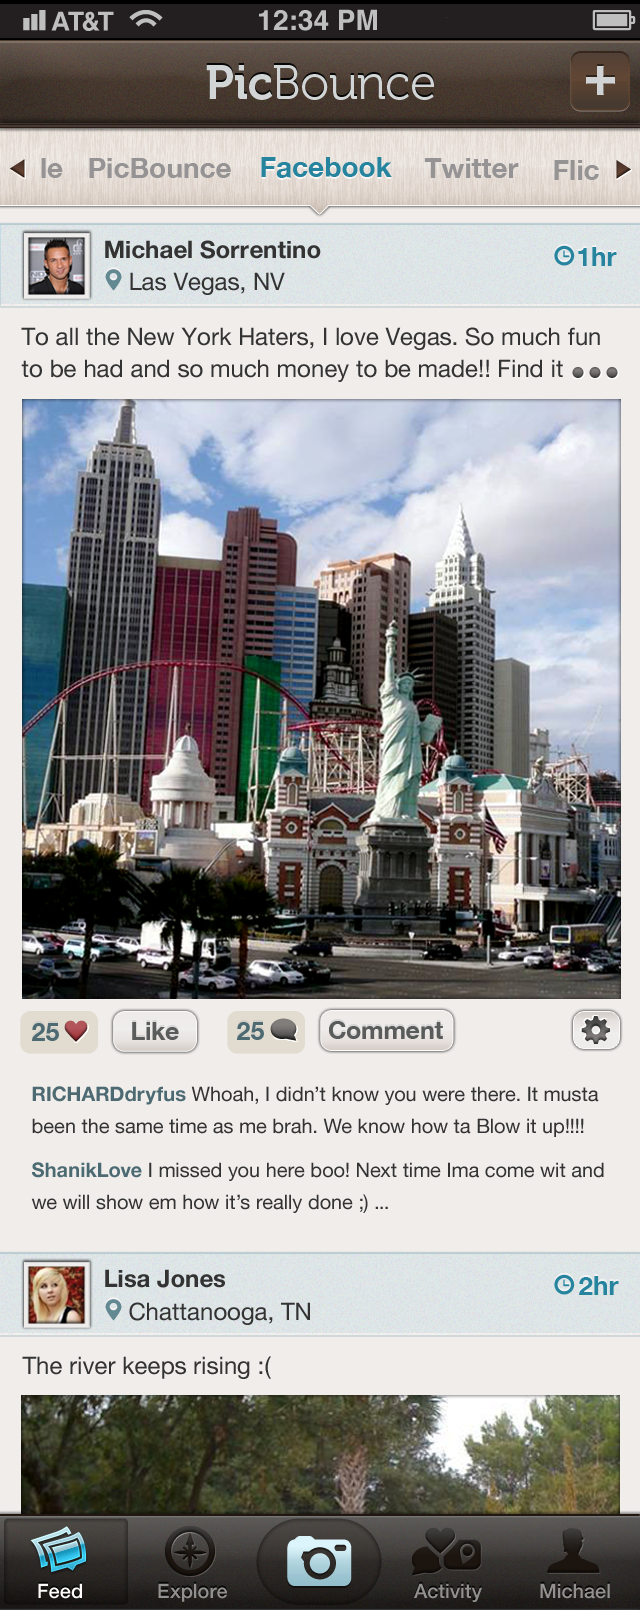 AT&T 12:34 PM
PicBounce
le PicBounce Facebook Twitter Flic
Michael Sorrentino
1hr
Las Vegas, NV
To all the New York Haters, I love Vegas. So much fun
to be had and so much money to be made!! Find it
25 Like 25 Comment
RICHARDdryfus Whoah, I didn't know you were there. It musta
been the same time as me brah. We know how ta Blow it up!!!!
ShanikLove I missed you here boo! Next time Ima come wit and
we will show em how it's really done ;) ...
Lisa Jones
2hr
Chattanooga, TN
The river keeps rising :(
Feed Explore Activity Michael